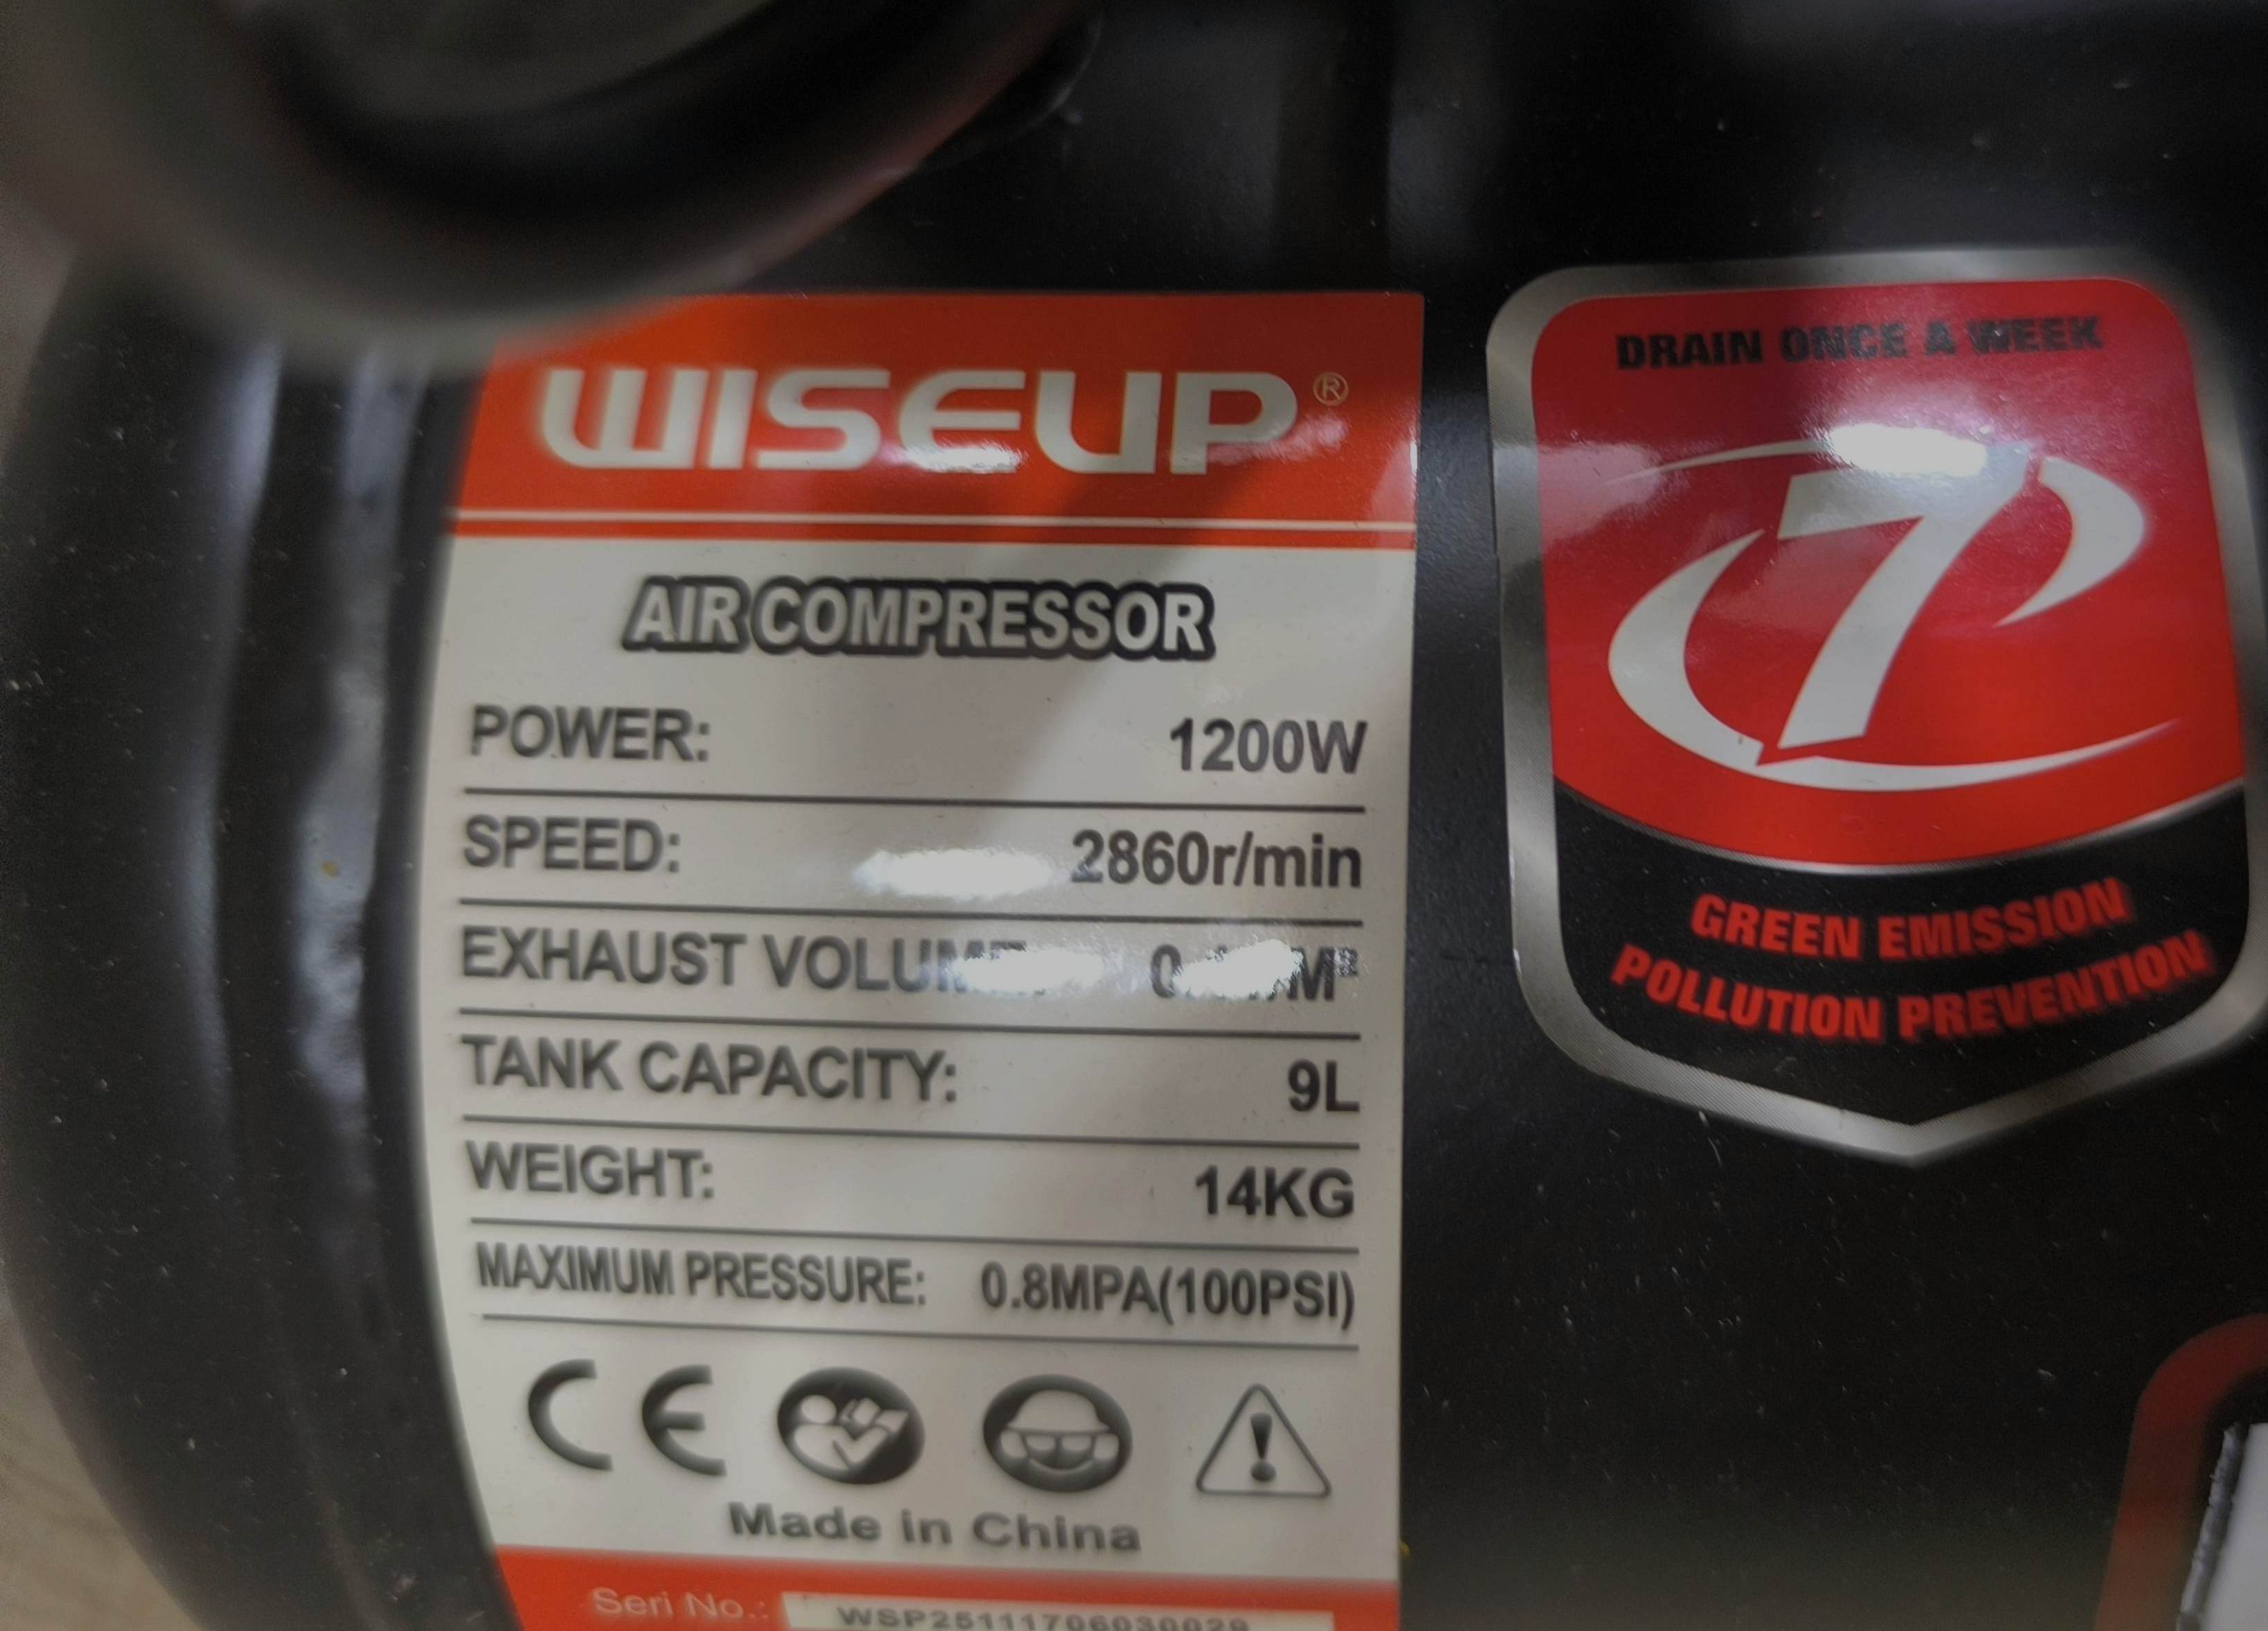 WISEUP®
AIR COMPRESSOR
POWER: 1200W
SPEED: 2860r/min
EXHAUST
TANK CAPACITY: 9L
WEIGHT: 14KG
MAXIMUM PRESSURE: 0.8MPA(100PSI)
CE
Made in China
Seri No.:
DRAIN ONCE A WEEK
7
GREEN EMISSION
POLLUTION PREVENTION